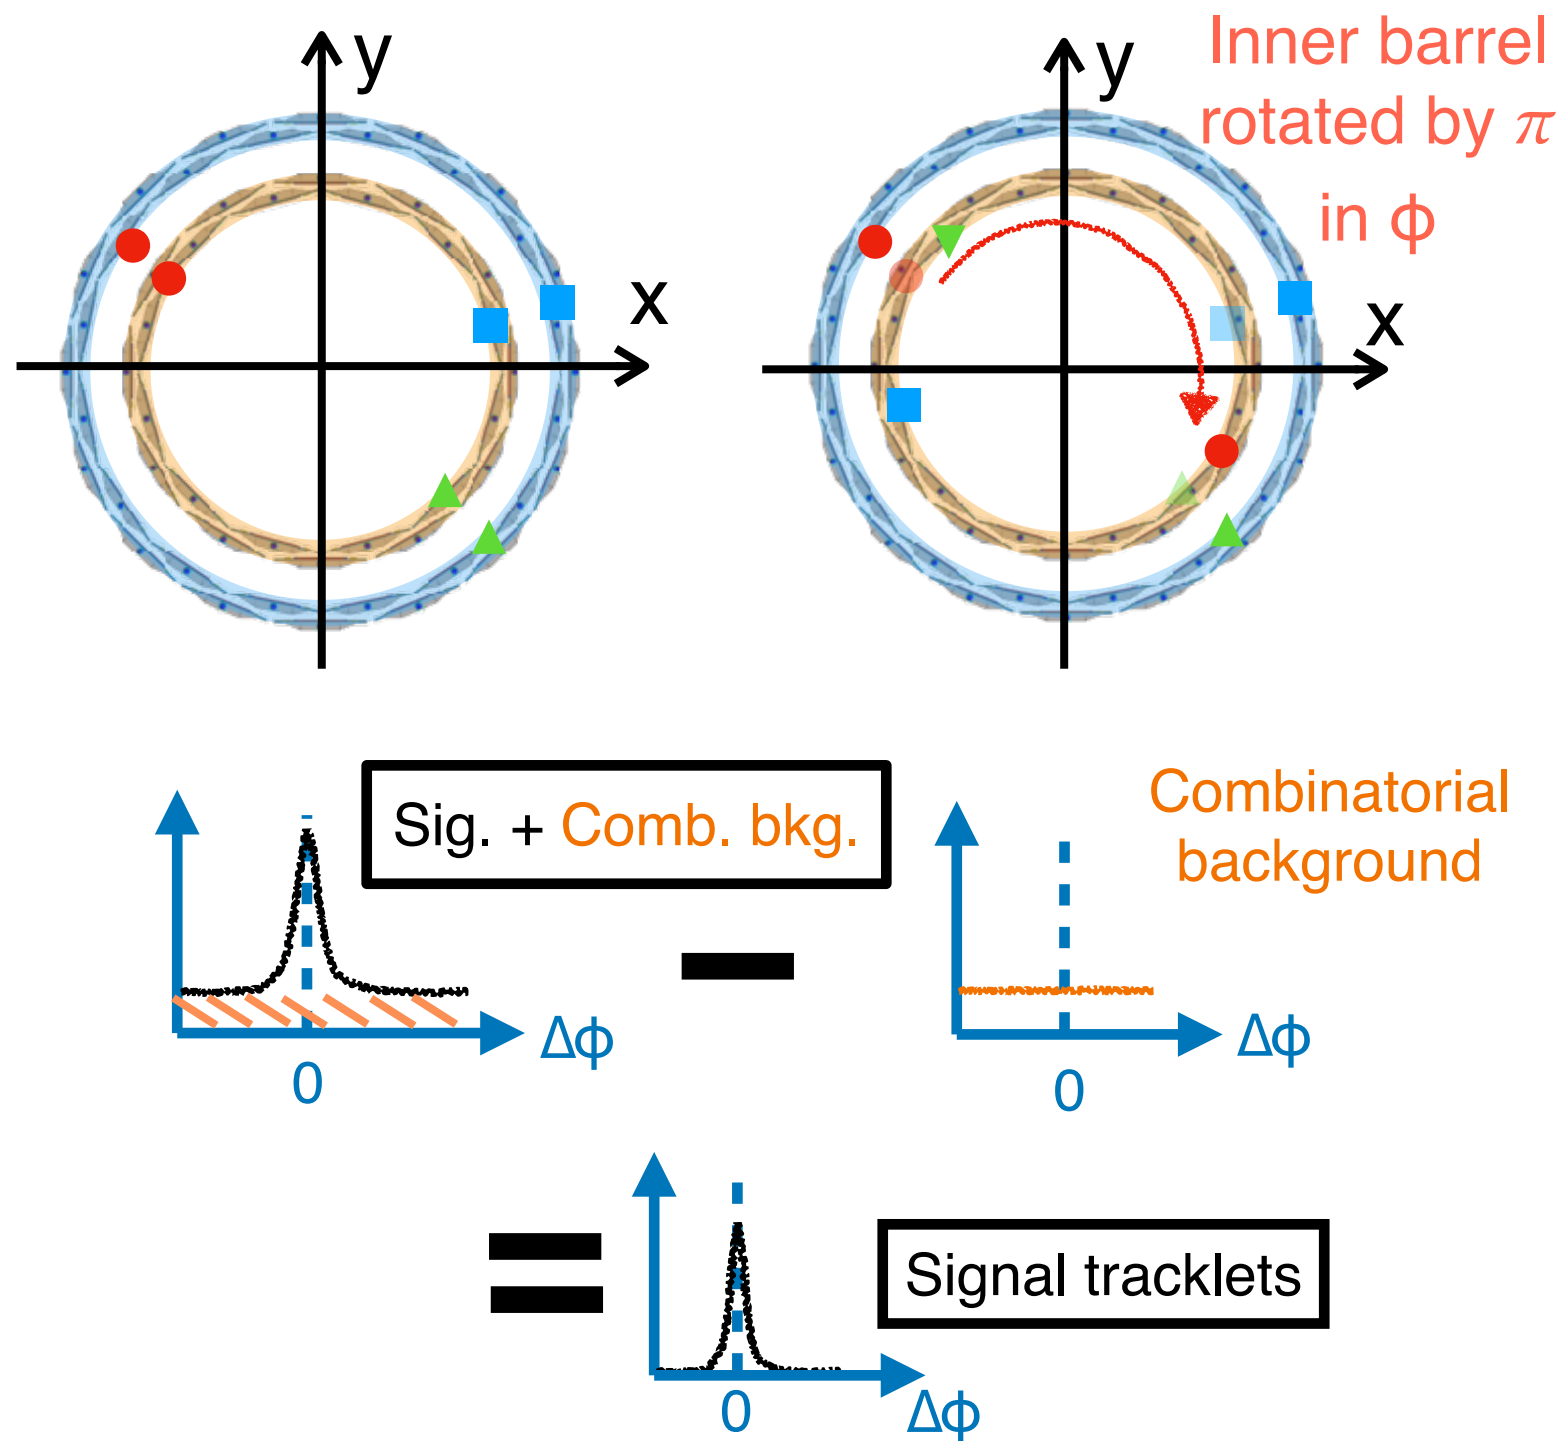 y
x
y
x
Inner barrel
rotated by π
in ϕ
Sig. + Comb. bkg.
Combinatorial
background
Δϕ
0
Δϕ
0
Signal tracklets
Δϕ
0